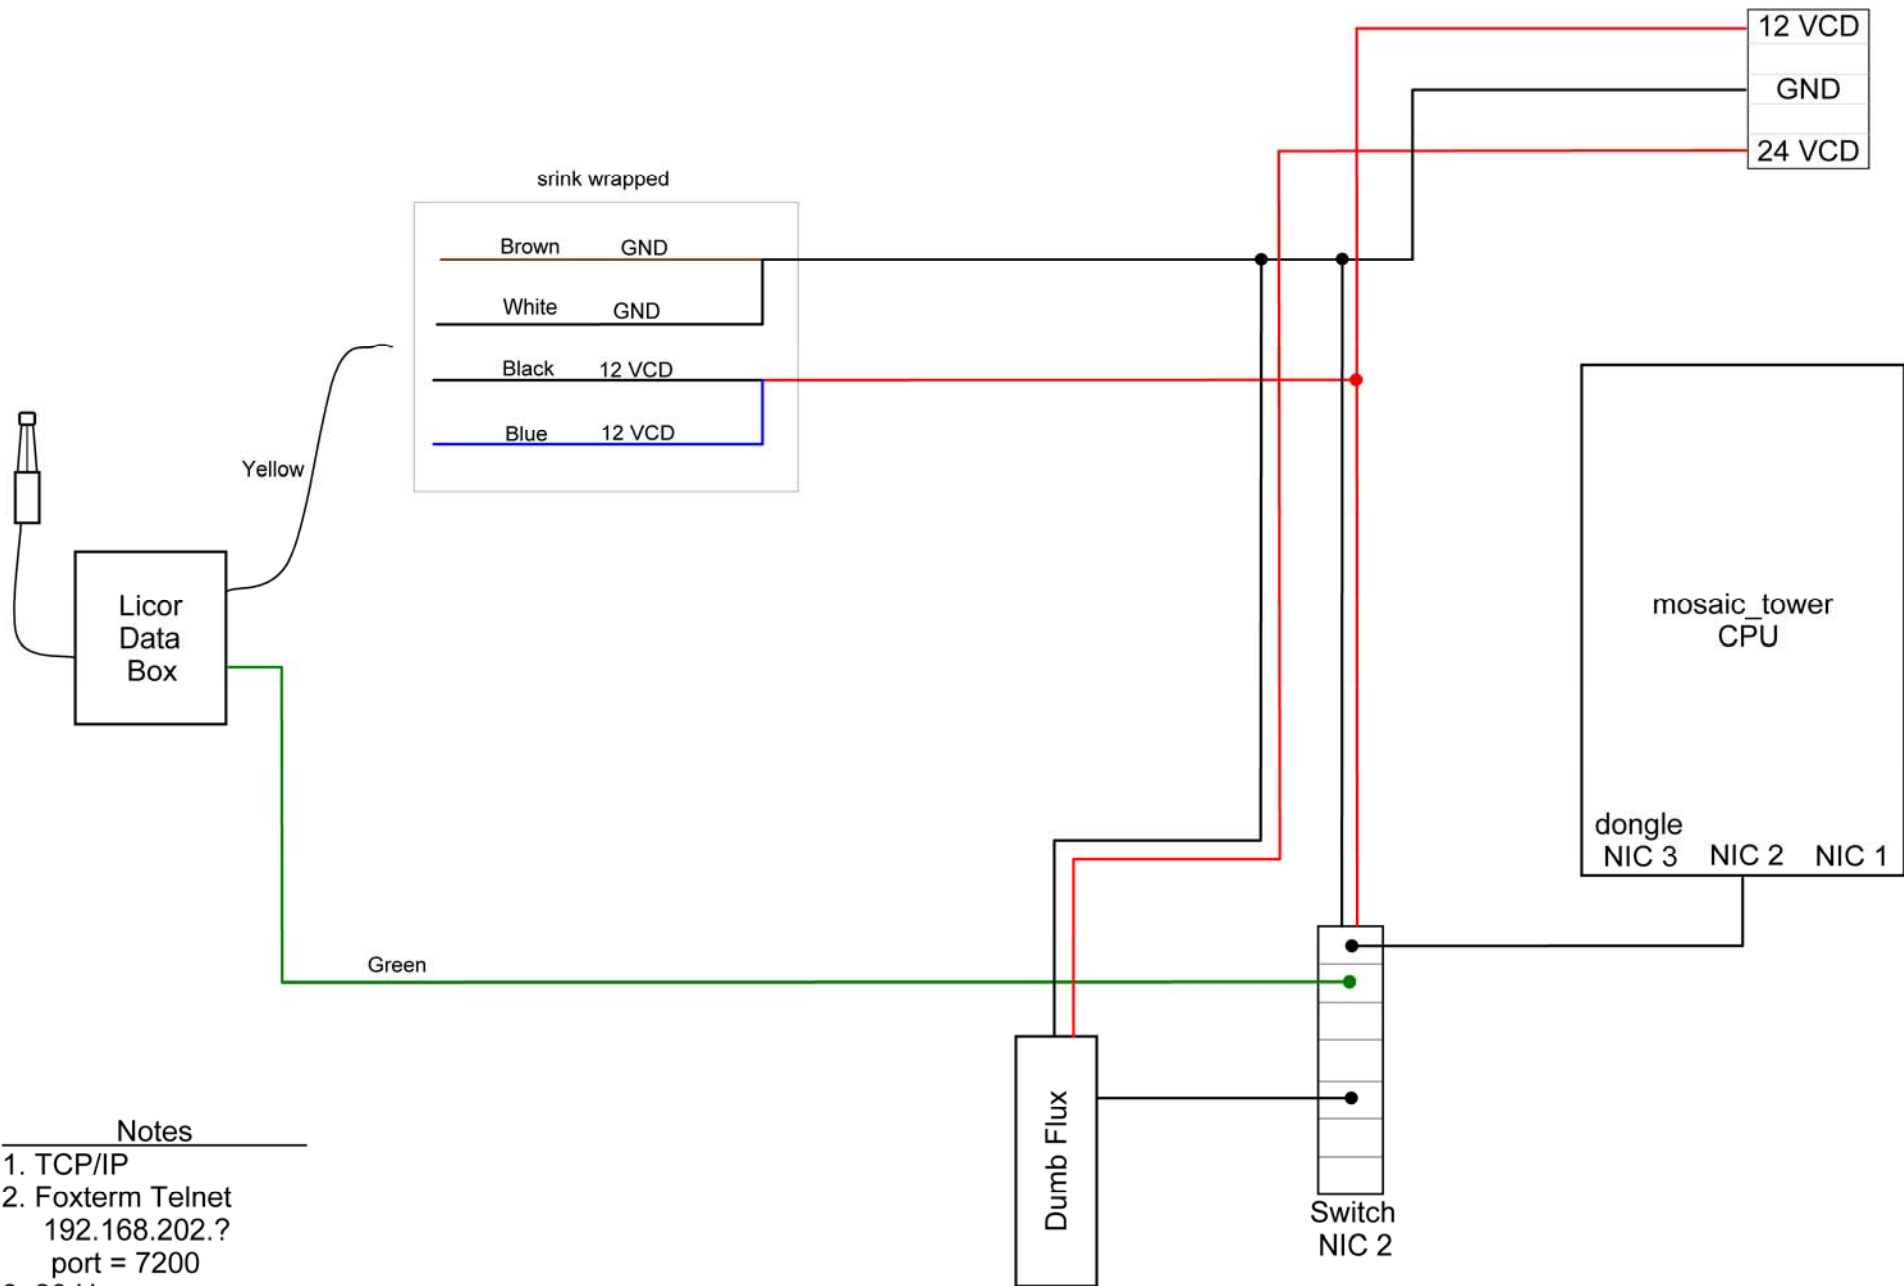 12 VCD
GND
24 VCD
srink wrapped
Brown GND
White GND
Black 12 VCD
Blue 12 VCD
Yellow
Licor
Data
Box
mosaic_tower
CPU
dongle
NIC 3 NIC 2 NIC 1
Green
Dumb Flux
Switch
NIC 2
Notes
1. TCP/IP
2. Foxterm Telnet
192.168.202.?
port = 7200